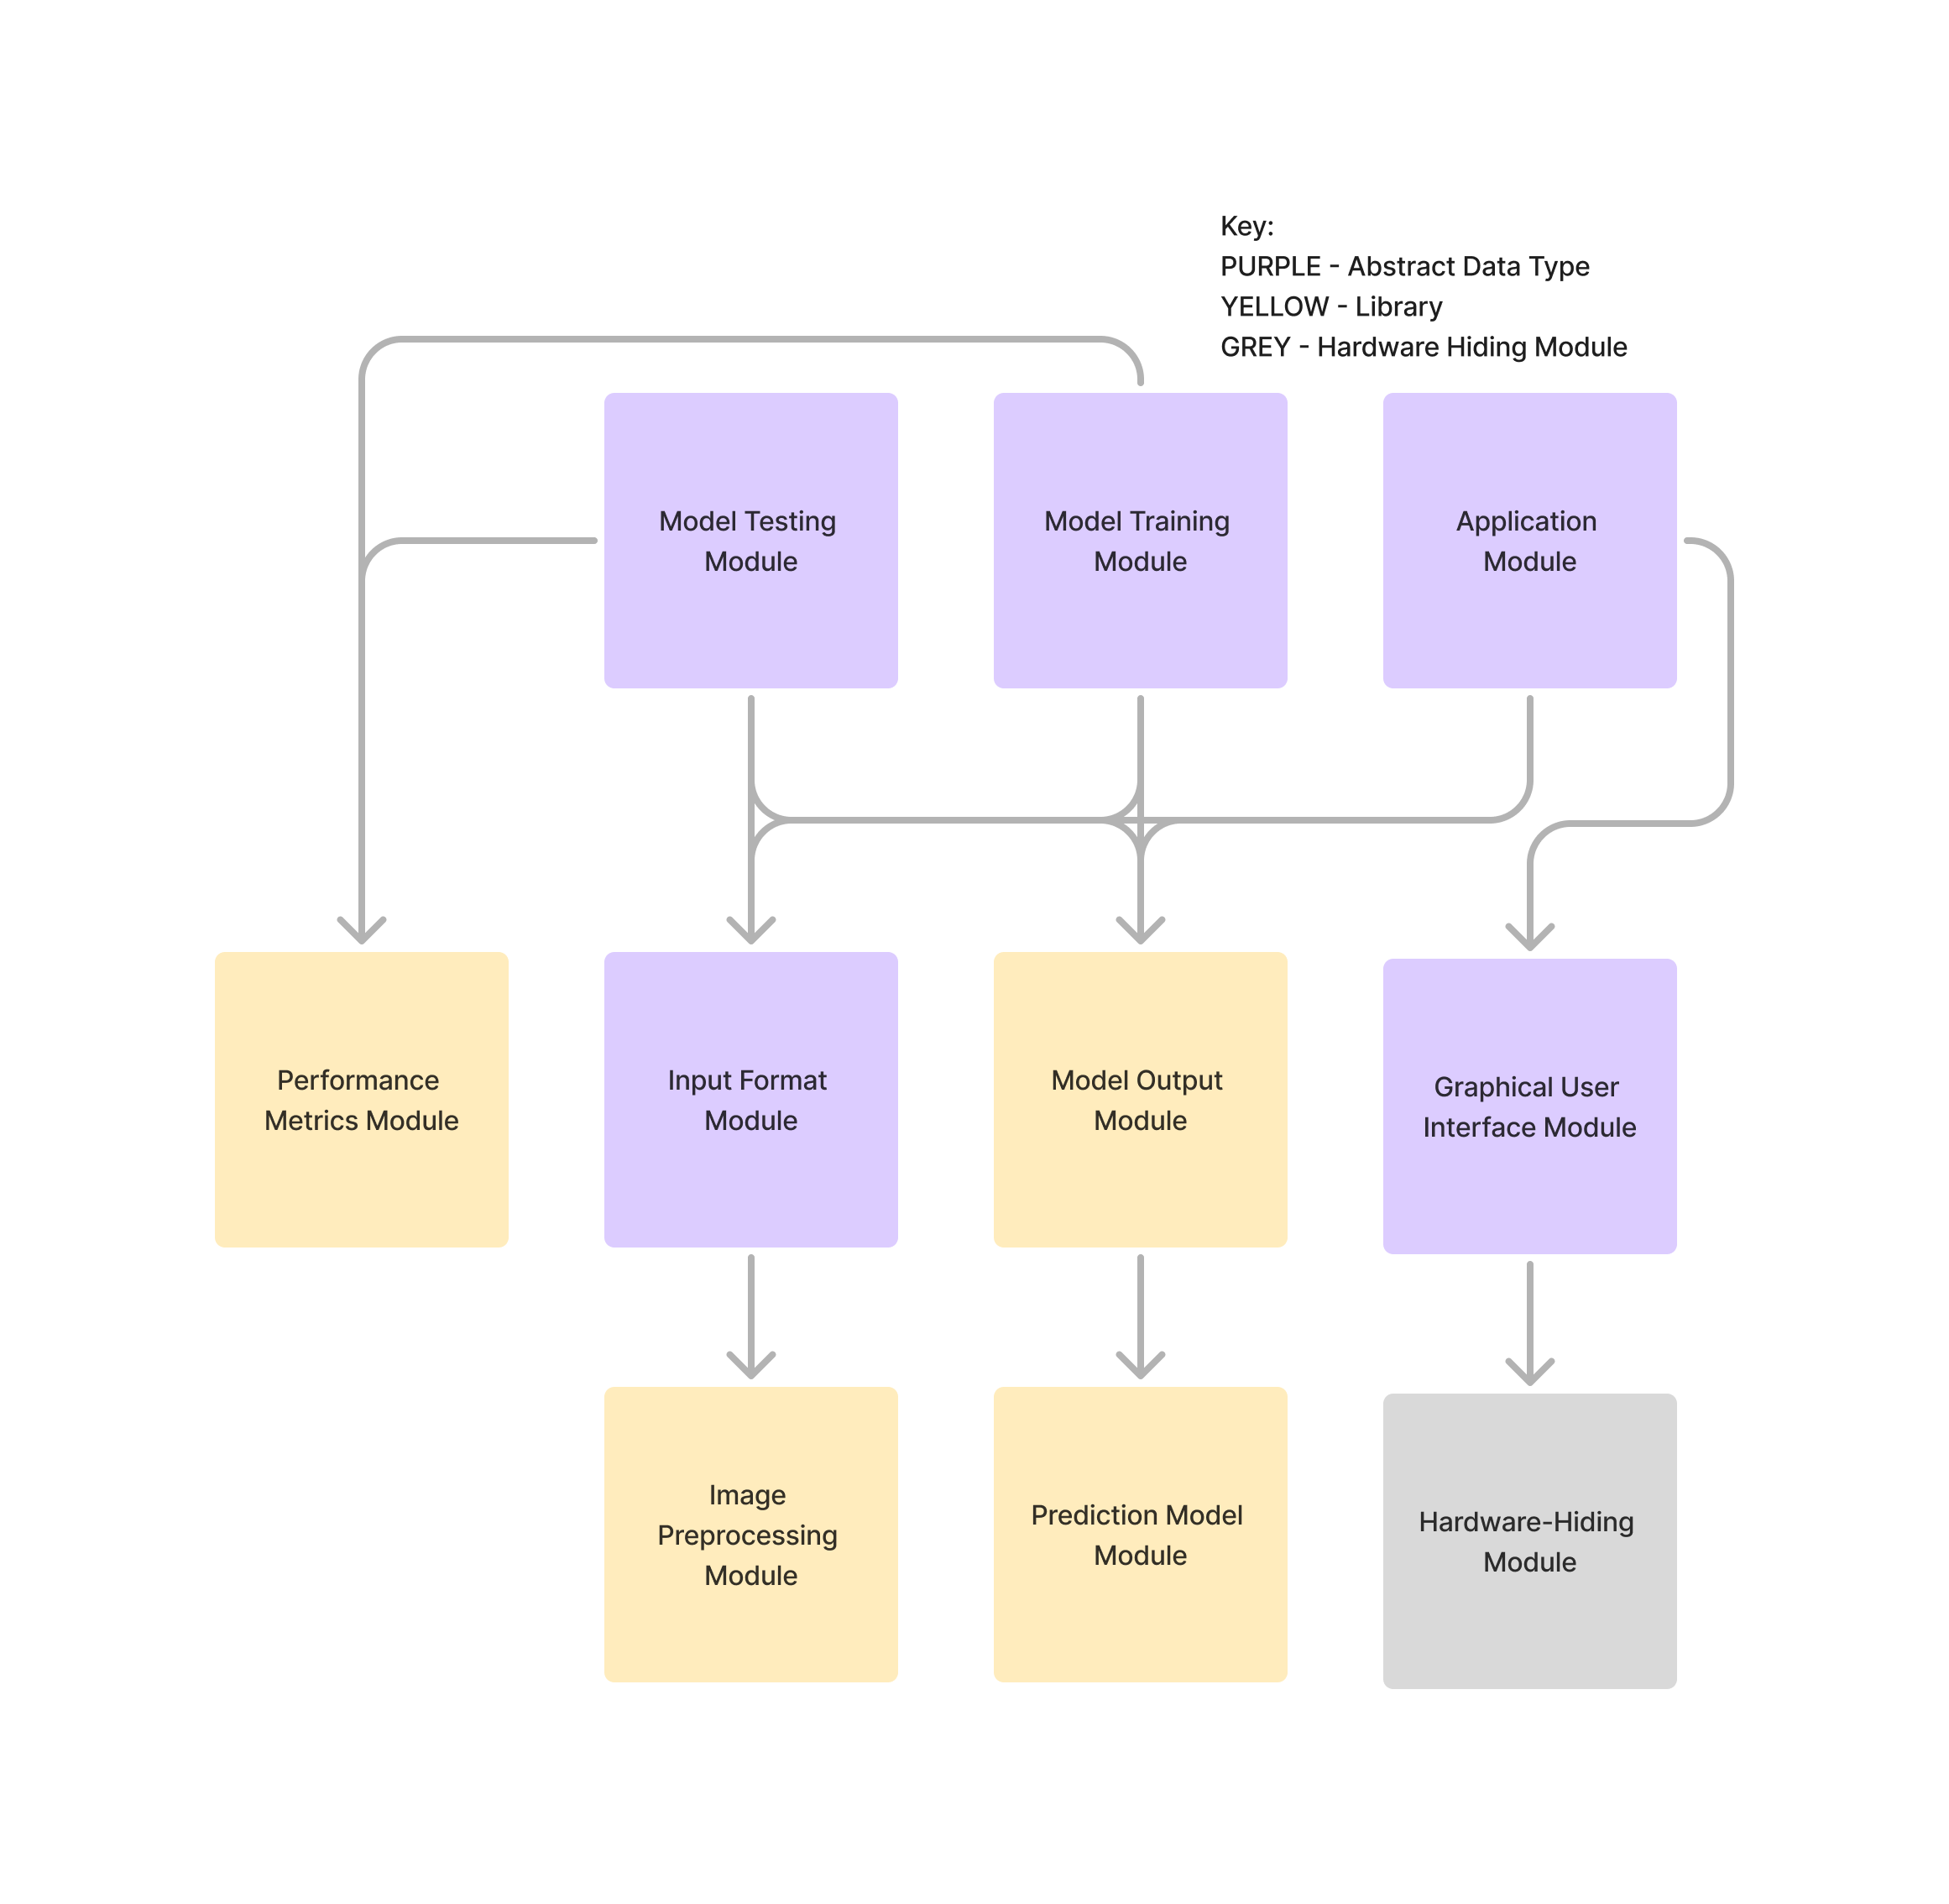 Key:
PURPLE - Abstract Data Type
YELLOW - Library
GREY - Hardware Hiding Module
Model Testing
Module
Model Training
Module
Application
Module
Performance
Metrics Module
Input Format
Module
Model Output
Module
Graphical User
Interface Module
Image
Preprocessing
Module
Prediction Model
Module
Hardware-Hiding
Module